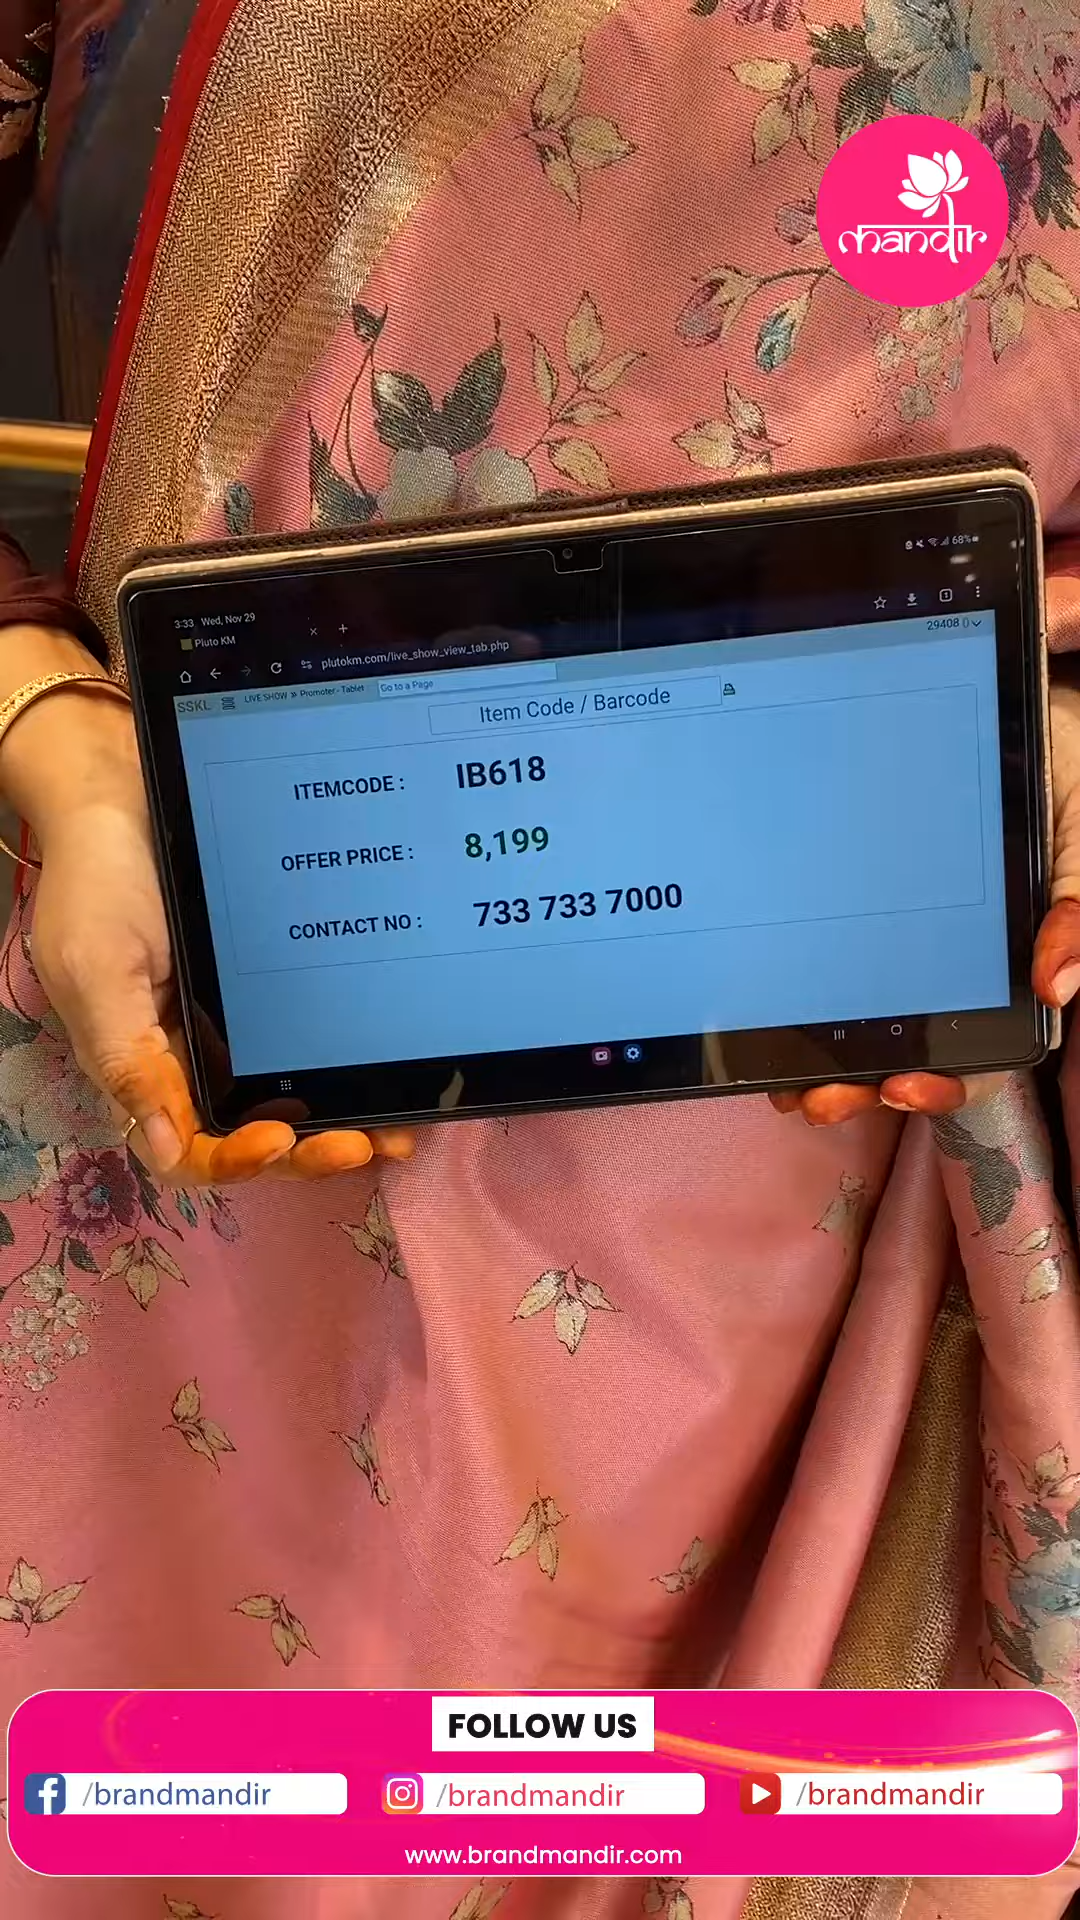 mandir
3:33 Wed, Nov 29
68%
Pluto KM
plutokm.com/live_show_view_tab.php
29408 ()
SSKL
LIVE SHOW » Promoter - Tablet
Go to a Page
Item Code / Barcode
ITEMCODE : IB618
OFFER PRICE : 8,199
CONTACT NO : 733 733 7000
FOLLOW US
/brandmandir /brandmandir /brandmandir
www.brandmandir.com